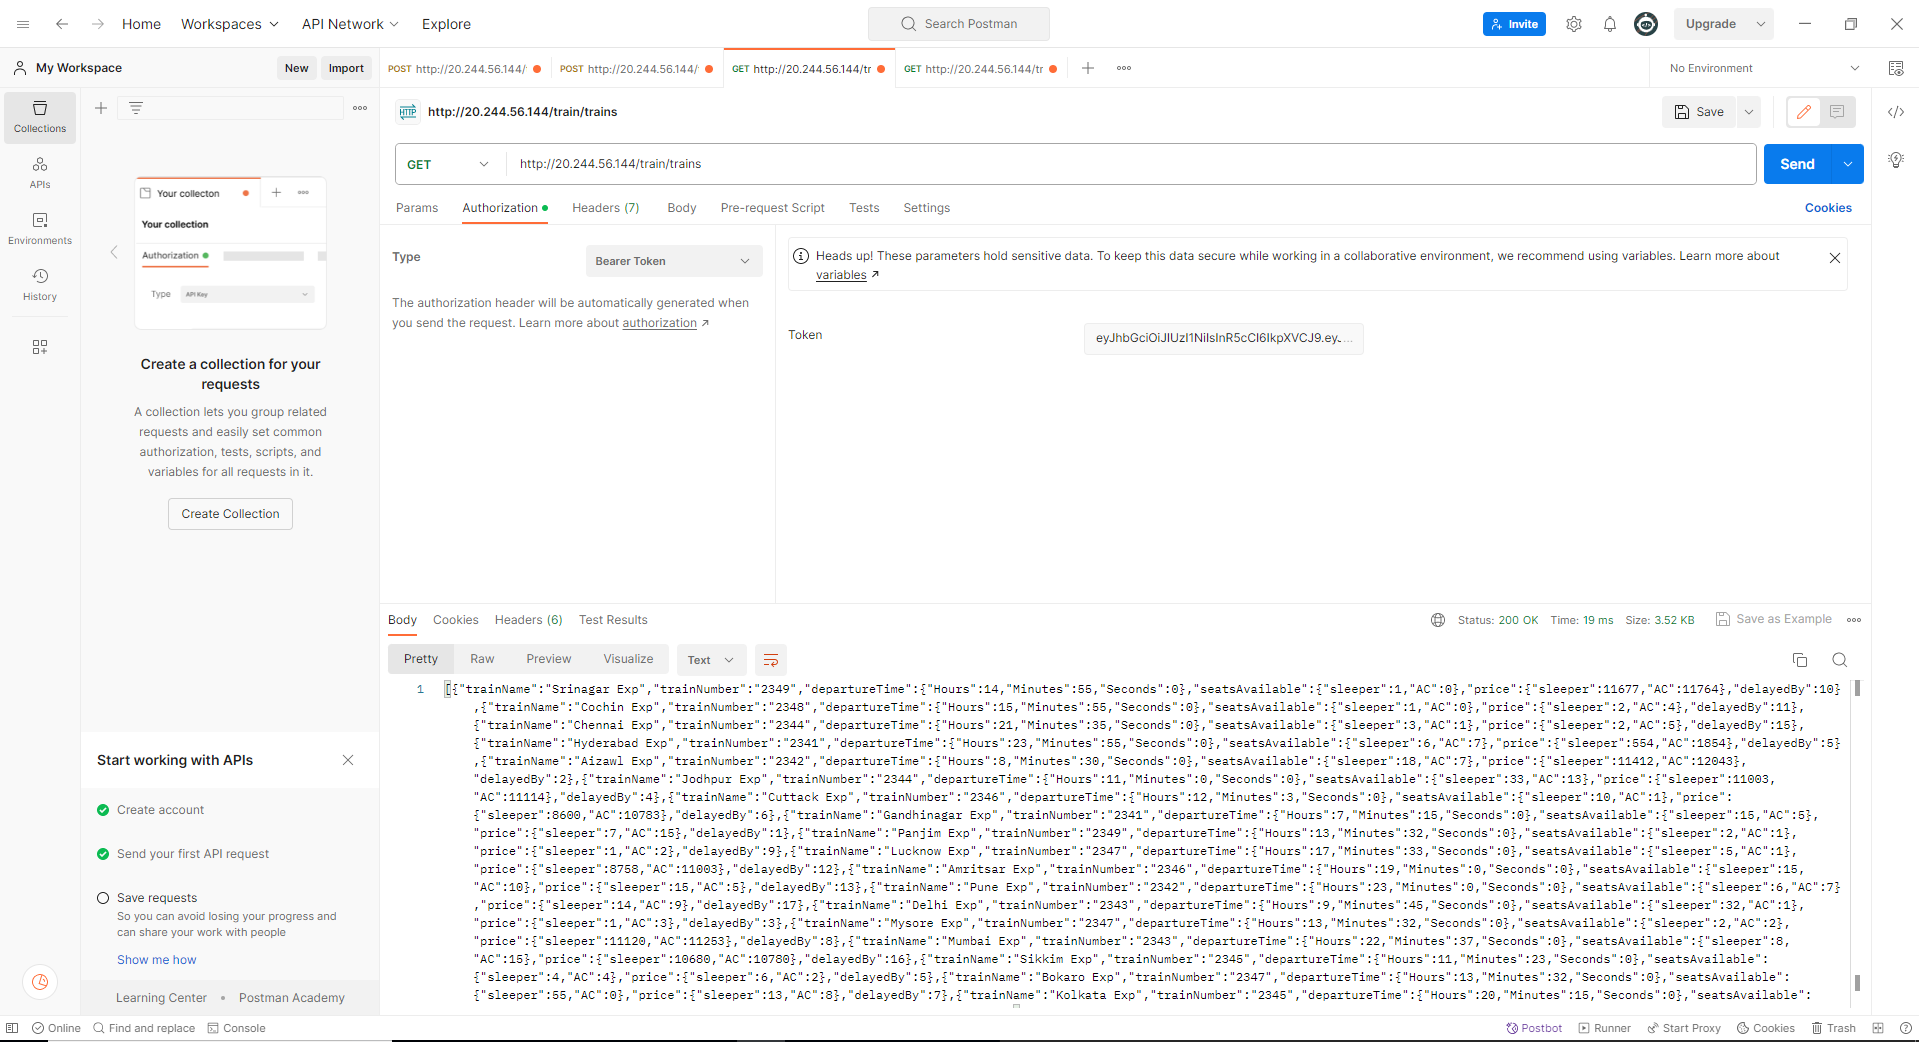 Home Workspaces API Network Explore Search Postman Invite Upgrade
My Workspace New Import POST http://20.244.56.144/ POST http://20.244.56.144/ GET http://20.244.56.144/tr GET http://20.244.56.144/tr No Environment
HTTP http://20.244.56.144/train/trains Save
GET http://20.244.56.144/train/trains Send
Params Authorization Headers (7) Body Pre-request Script Tests Settings Cookies
Collections
APIs
Environments
History
Your collecton
Your collection
Authorization
Type API Key
Create a collection for your
requests
A collection lets you group related
requests and easily set common
authorization, tests, scripts, and
variables for all requests in it.
Create Collection
Type Bearer Token
The authorization header will be automatically generated when
you send the request. Learn more about authorization ↗
Heads up! These parameters hold sensitive data. To keep this data secure while working in a collaborative environment, we recommend using variables. Learn more about
variables ↗
Token eyJhbGciOiJIUzI1NiIsInR5cCI6IkpXVCJ9.eyJ...
Body Cookies Headers (6) Test Results Status: 200 OK Time: 19 ms Size: 3.52 KB Save as Example
Pretty Raw Preview Visualize Text
1 [{"trainName":"Srinagar Exp","trainNumber":"2349","departureTime":{"Hours":14,"Minutes":55,"Seconds":0},"seatsAvailable":{"sleeper":1,"AC":0},"price":{"sleeper":11677,"AC":11764},"delayedBy":10}
,{"trainName":"Cochin Exp","trainNumber":"2348","departureTime":{"Hours":15,"Minutes":55,"Seconds":0},"seatsAvailable":{"sleeper":1,"AC":0},"price":{"sleeper":2,"AC":4},"delayedBy":11},
{"trainName":"Chennai Exp","trainNumber":"2344","departureTime":{"Hours":21,"Minutes":35,"Seconds":0},"seatsAvailable":{"sleeper":3,"AC":1},"price":{"sleeper":2,"AC":5},"delayedBy":15},
{"trainName":"Hyderabad Exp","trainNumber":"2341","departureTime":{"Hours":23,"Minutes":55,"Seconds":0},"seatsAvailable":{"sleeper":6,"AC":7},"price":{"sleeper":554,"AC":1854},"delayedBy":5}
,{"trainName":"Aizawl Exp","trainNumber":"2342","departureTime":{"Hours":8,"Minutes":30,"Seconds":0},"seatsAvailable":{"sleeper":18,"AC":7},"price":{"sleeper":11412,"AC":12043},
"delayedBy":2},{"trainName":"Jodhpur Exp","trainNumber":"2344","departureTime":{"Hours":11,"Minutes":0,"Seconds":0},"seatsAvailable":{"sleeper":33,"AC":13},"price":{"sleeper":11003,
"AC":11114},"delayedBy":4},{"trainName":"Cuttack Exp","trainNumber":"2346","departureTime":{"Hours":12,"Minutes":3,"Seconds":0},"seatsAvailable":{"sleeper":10,"AC":1},"price":
{"sleeper":8600,"AC":10783},"delayedBy":6},{"trainName":"Gandhinagar Exp","trainNumber":"2341","departureTime":{"Hours":7,"Minutes":15,"Seconds":0},"seatsAvailable":{"sleeper":15,"AC":5},
"price":{"sleeper":7,"AC":15},"delayedBy":1},{"trainName":"Panjim Exp","trainNumber":"2349","departureTime":{"Hours":13,"Minutes":32,"Seconds":0},"seatsAvailable":{"sleeper":2,"AC":1},
"price":{"sleeper":1,"AC":2},"delayedBy":9},{"trainName":"Lucknow Exp","trainNumber":"2347","departureTime":{"Hours":17,"Minutes":33,"Seconds":0},"seatsAvailable":{"sleeper":5,"AC":1},
"price":{"sleeper":8758,"AC":11003},"delayedBy":12},{"trainName":"Amritsar Exp","trainNumber":"2346","departureTime":{"Hours":19,"Minutes":0,"Seconds":0},"seatsAvailable":{"sleeper":15,
"AC":10},"price":{"sleeper":15,"AC":5},"delayedBy":13},{"trainName":"Pune Exp","trainNumber":"2342","departureTime":{"Hours":23,"Minutes":0,"Seconds":0},"seatsAvailable":{"sleeper":6,"AC":7}
,"price":{"sleeper":14,"AC":9},"delayedBy":17},{"trainName":"Delhi Exp","trainNumber":"2343","departureTime":{"Hours":9,"Minutes":45,"Seconds":0},"seatsAvailable":{"sleeper":32,"AC":1},
"price":{"sleeper":1,"AC":3},"delayedBy":3},{"trainName":"Mysore Exp","trainNumber":"2347","departureTime":{"Hours":13,"Minutes":32,"Seconds":0},"seatsAvailable":{"sleeper":2,"AC":2},
"price":{"sleeper":11120,"AC":11253},"delayedBy":8},{"trainName":"Mumbai Exp","trainNumber":"2343","departureTime":{"Hours":22,"Minutes":37,"Seconds":0},"seatsAvailable":{"sleeper":8,
"AC":15},"price":{"sleeper":10680,"AC":10780},"delayedBy":16},{"trainName":"Sikkim Exp","trainNumber":"2345","departureTime":{"Hours":11,"Minutes":23,"Seconds":0},"seatsAvailable":
{"sleeper":4,"AC":4},"price":{"sleeper":6,"AC":2},"delayedBy":5},{"trainName":"Bokaro Exp","trainNumber":"2347","departureTime":{"Hours":13,"Minutes":32,"Seconds":0},"seatsAvailable":
{"sleeper":55,"AC":0},"price":{"sleeper":13,"AC":8},"delayedBy":7},{"trainName":"Kolkata Exp","trainNumber":"2345","departureTime":{"Hours":20,"Minutes":15,"Seconds":0},"seatsAvailable":
Start working with APIs
Create account
Send your first API request
Save requests
So you can avoid losing your progress and
can share your work with people
Show me how
Learning Center • Postman Academy
Online Find and replace Console Postbot Runner Start Proxy Cookies Trash